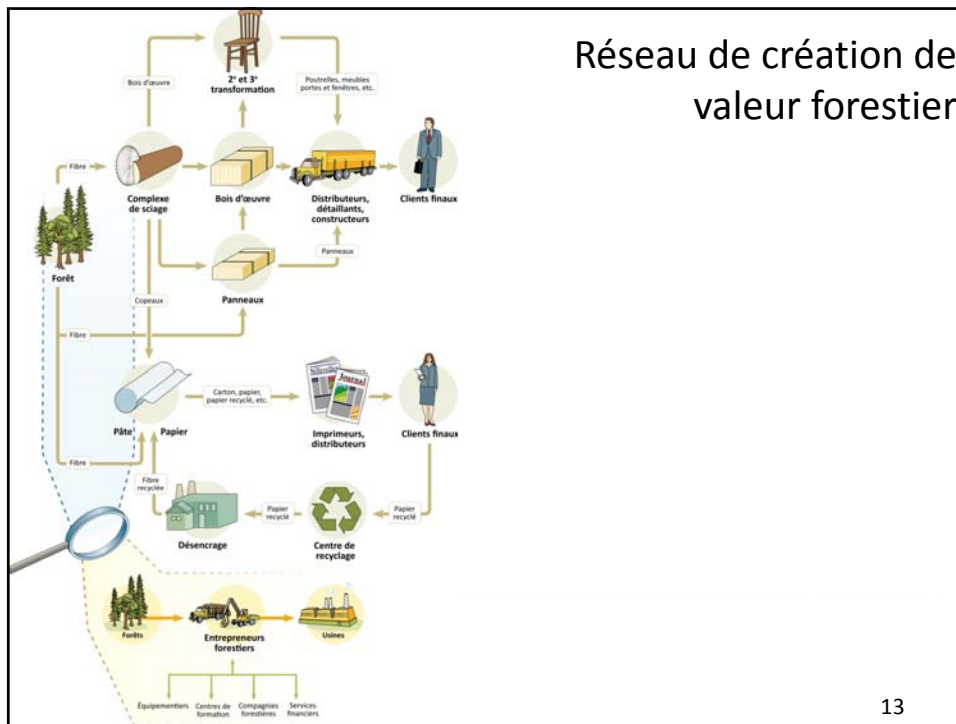 Réseau de création de
valeur forestier
2e et 3e
transformation
Bois d'œuvre
Poutrelles, meubles
portes et fenêtres, etc.
Fibre
Complexe
de sciage
Bois d'œuvre
Distributeurs,
détaillants,
constructeurs
Clients finaux
Panneaux
Forêt
Copeaux
Panneaux
Fibre
Journal
Carton, papier,
papier recyclé, etc.
Pâte
Papier
Imprimeurs,
distributeurs
Clients finaux
Fibre
Fibre
recyclée
Papier
recyclé
Papier
recyclé
Désencrage
Centre de
recyclage
Forêts
Entrepreneurs
forestiers
Usines
Équipementiers
Centres de
formation
Compagnies
forestières
Services
financiers
13